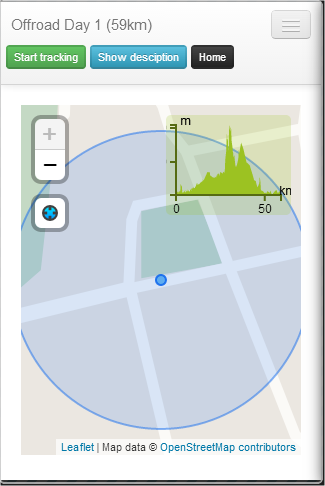 Offroad Day 1 (59km)
Start tracking Show desciption Home
+
m
−
km
0 50
Leaflet | Map data © OpenStreetMap contributors